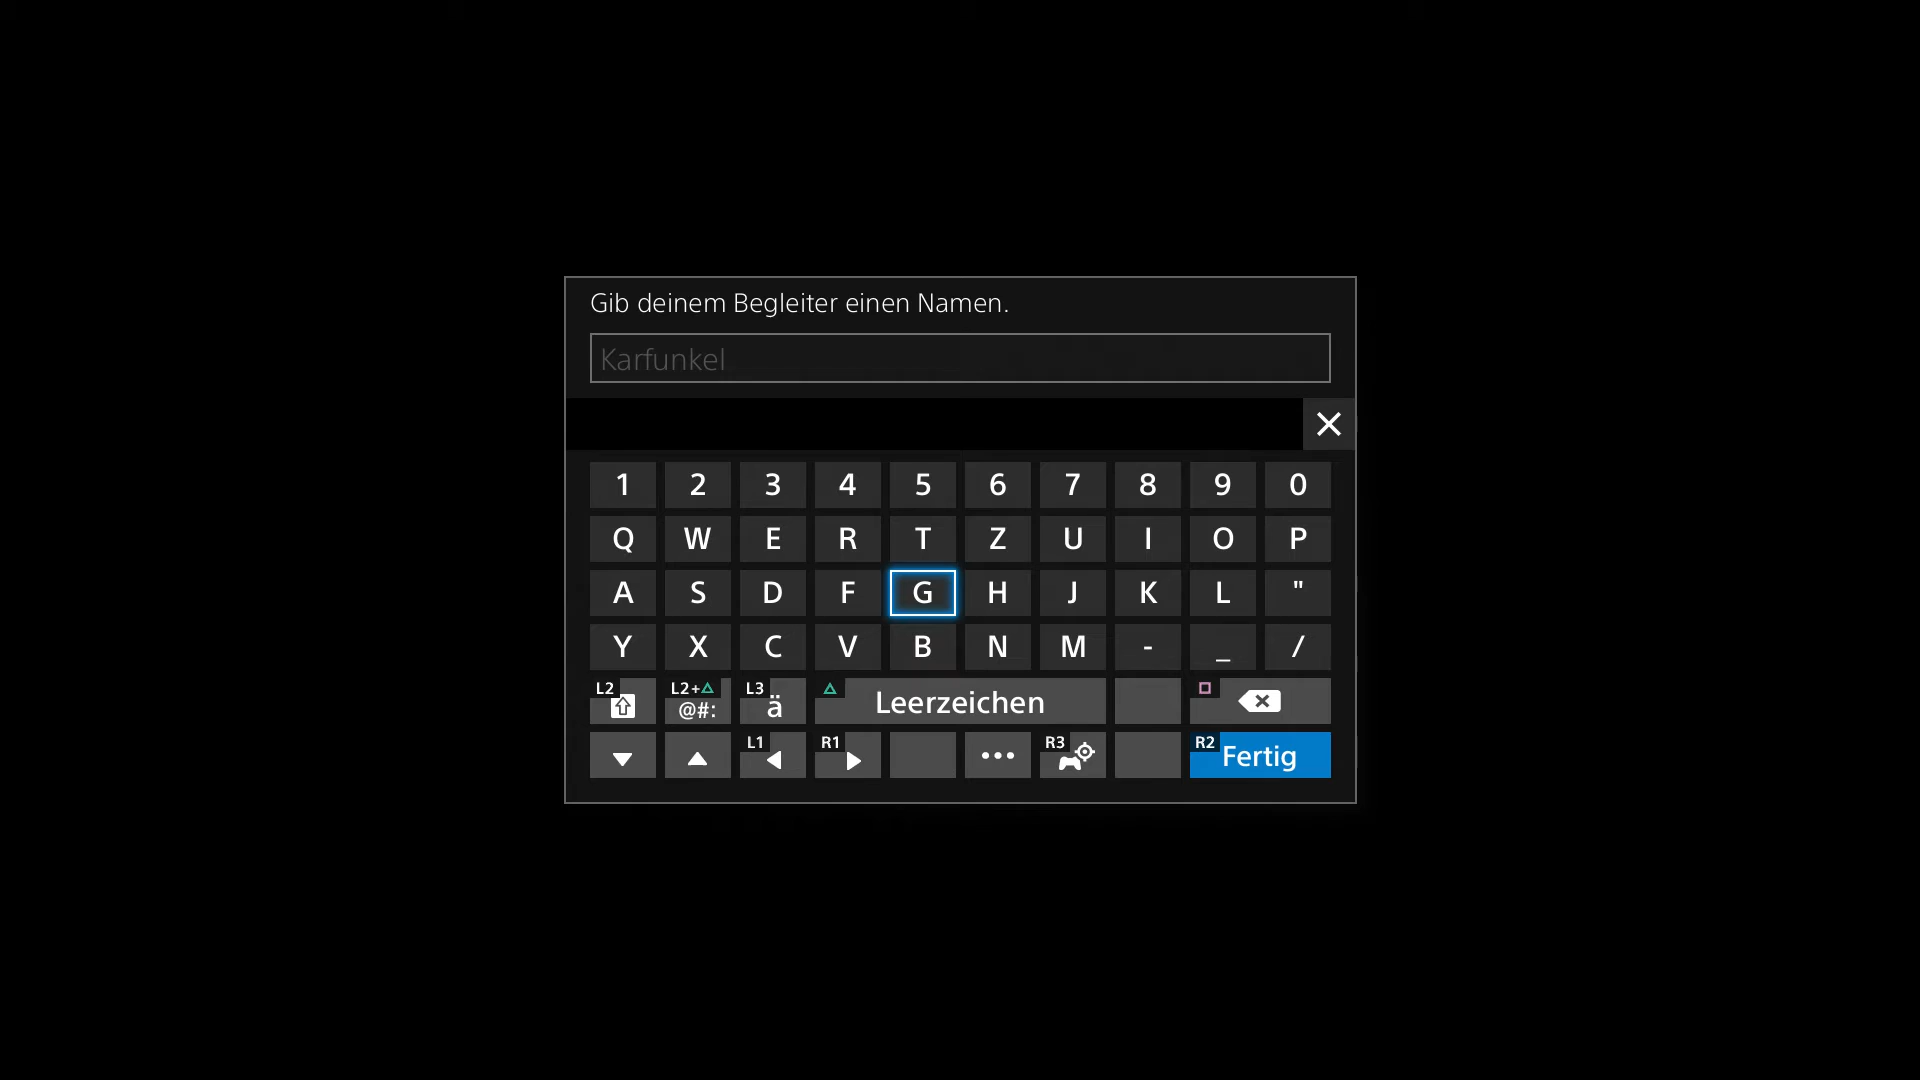 Gib deinem Begleiter einen Namen.
Karfunkel
1 2 3 4 5 6 7 8 9 0
Q W E R T Z U I O P
A S D F G H J K L "
Y X C V B N M - _ /
L2 L2+△ @#: L3 ä △ Leerzeichen
L1 R1 ... R3 R2 Fertig